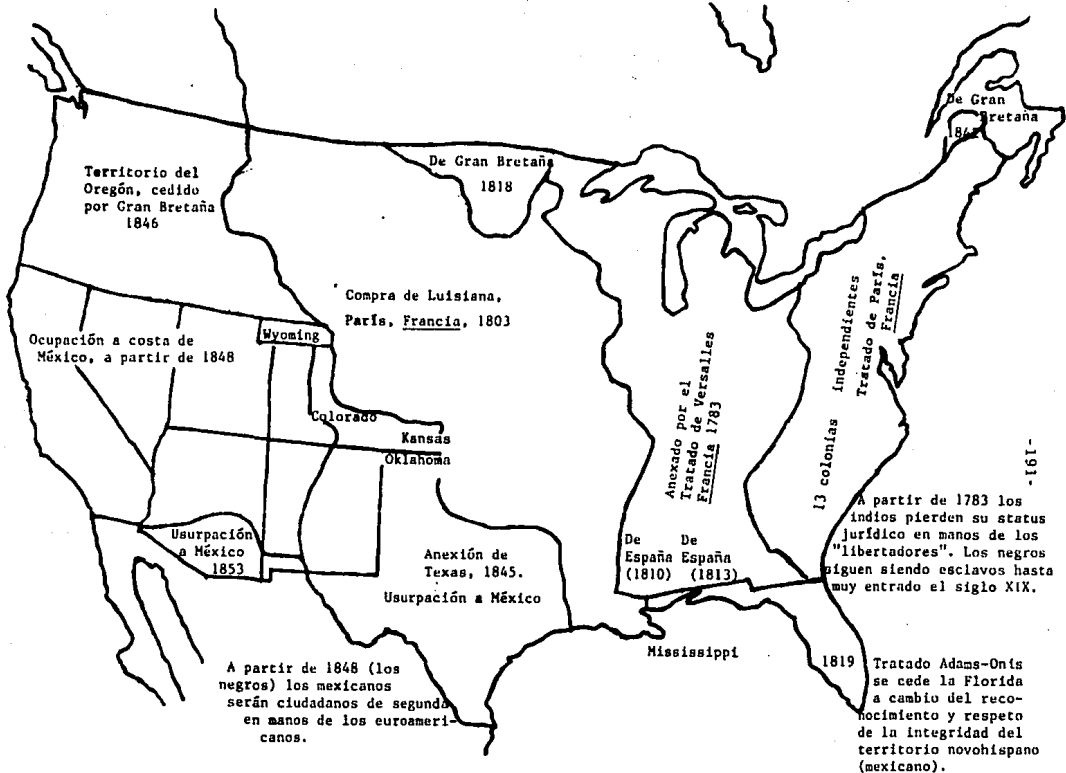 De Gran
Bretaña
1842
Territorio del
Oregón, cedido
por Gran Bretaña
1846
De Gran Bretaña
1818
Compra de Luisiana,
París, Francia, 1803
Ocupación a costa de
México, a partir de 1848
Wyoming
Colorado
Kansas
Oklahoma
Anexado por el
Tratado de Versalles
Francia 1783
13 colonías independientes
Tratado de París,
Francia
-191-
A partir de 1783 los
indios pierden su status
jurídico en manos de los
"libertadores". Los negros
siguen siendo esclavos hasta
muy entrado el siglo XIX.
Usurpación
a México
1853
Anexión de
Texas, 1845.
Usurpación a México
De
España
(1810)
De
España
(1813)
Mississippi
A partir de 1848 (los
negros) los mexicanos
serán ciudadanos de segunda
en manos de los euroameri-
canos.
1819
Tratado Adams-Onis
se cede la Florida
a cambio del reco-
nocimiento y respeto
de la integridad del
territorio novohispano
(mexicano).